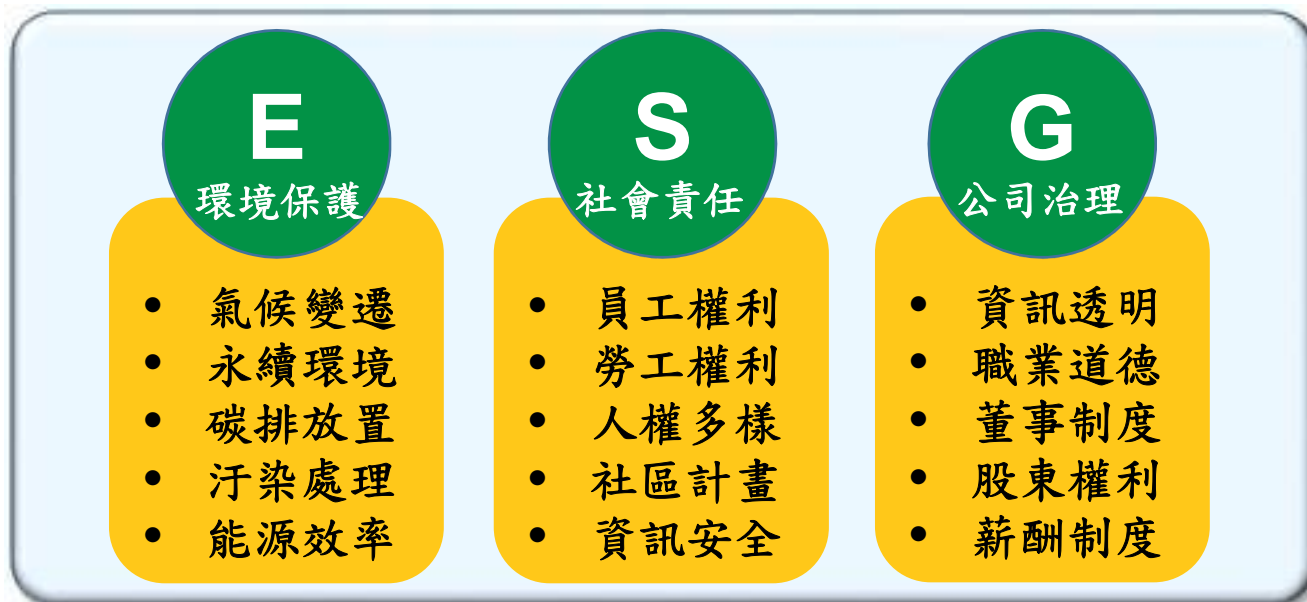 E
環境保護
• 氣候變遷
• 永續環境
• 碳排放置
• 汙染處理
• 能源效率
S
社會責任
• 員工權利
• 勞工權利
• 人權多樣
• 社區計畫
• 資訊安全
G
公司治理
• 資訊透明
• 職業道德
• 董事制度
• 股東權利
• 薪酬制度